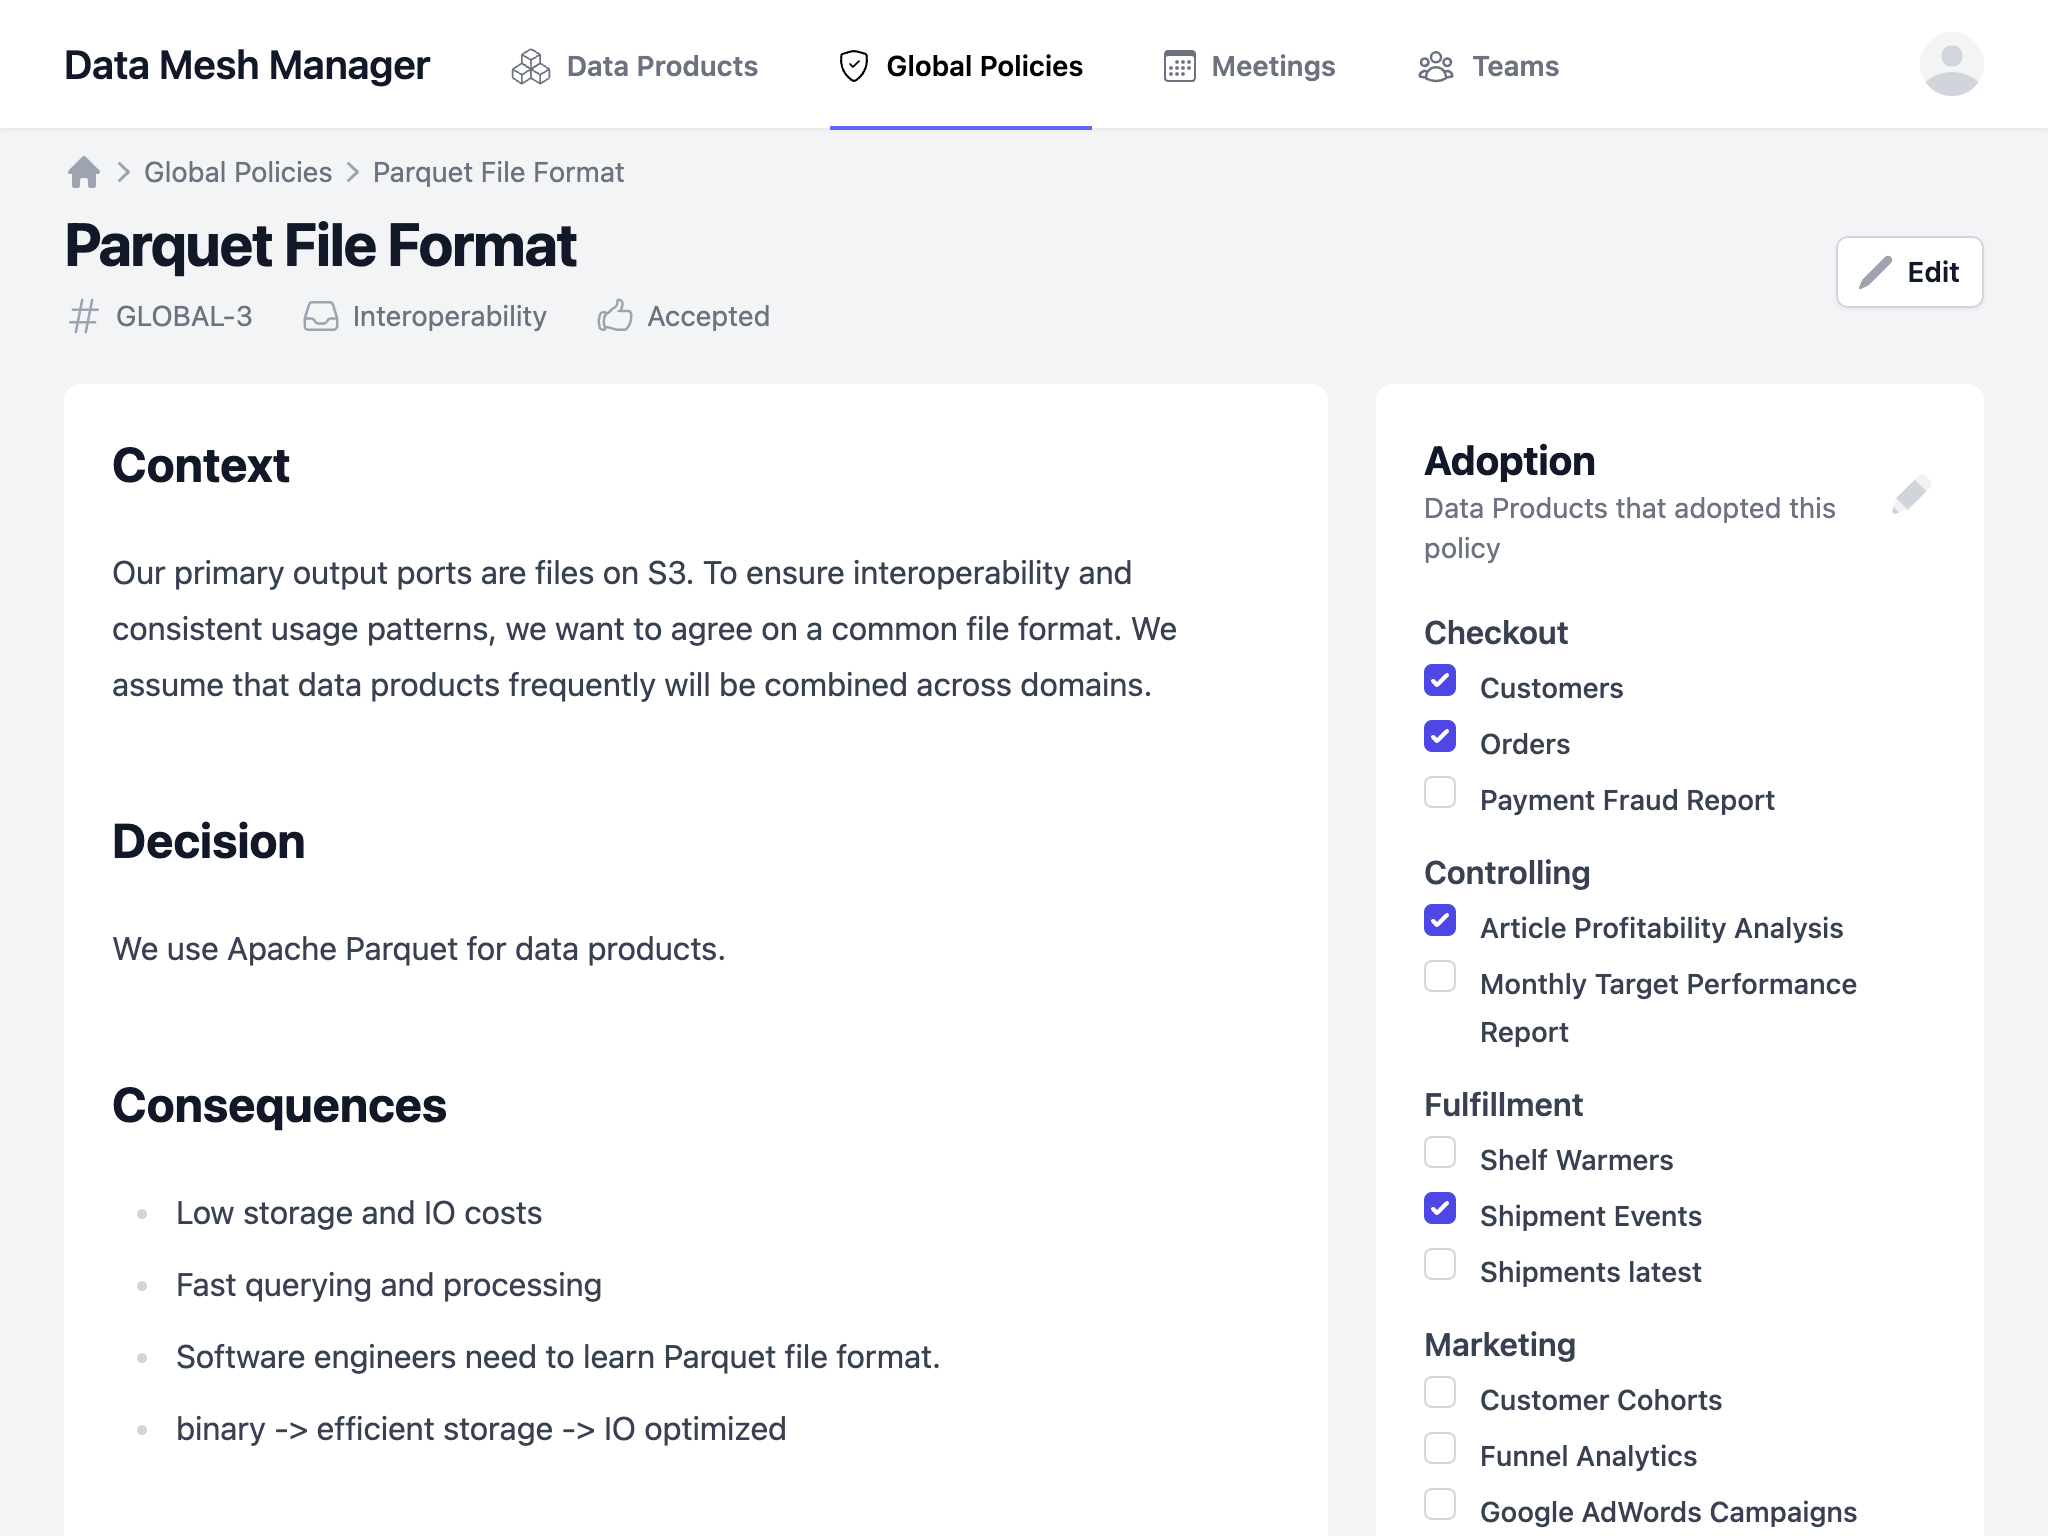 Data Mesh Manager
Data Products
Global Policies
Meetings
Teams
Global Policies
Parquet File Format
Parquet File Format
Edit
# GLOBAL-3
Interoperability
Accepted
Context
Our primary output ports are files on S3. To ensure interoperability and
consistent usage patterns, we want to agree on a common file format. We
assume that data products frequently will be combined across domains.
Decision
We use Apache Parquet for data products.
Consequences
Low storage and IO costs
Fast querying and processing
Software engineers need to learn Parquet file format.
binary -> efficient storage -> IO optimized
Adoption
Data Products that adopted this
policy
Checkout
Customers
Orders
Payment Fraud Report
Controlling
Article Profitability Analysis
Monthly Target Performance
Report
Fulfillment
Shelf Warmers
Shipment Events
Shipments latest
Marketing
Customer Cohorts
Funnel Analytics
Google AdWords Campaigns